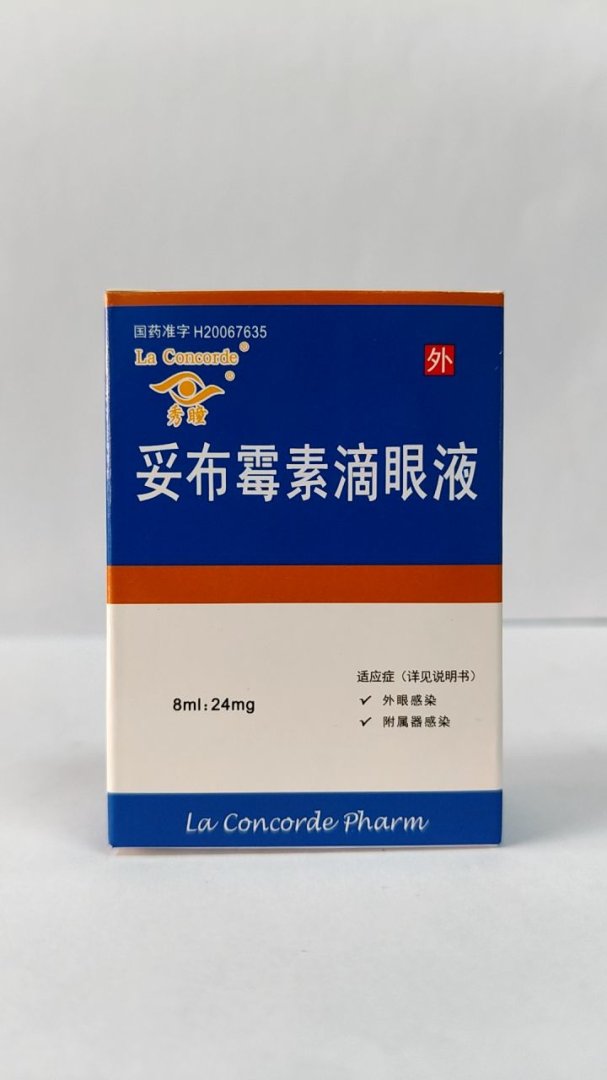 国药准字 H20067635
La Concorde®
®
秀瞳
外
妥布霉素滴眼液
适应症（详见说明书）
8ml:24mg
✓ 外眼感染
✓ 附属器感染
La Concorde Pharm